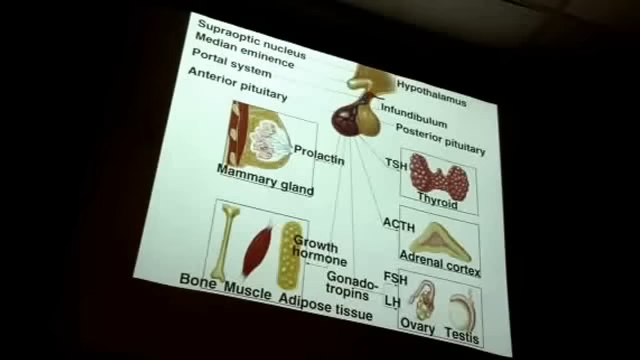 Supraoptic nucleus
Median eminence
Portal system
Anterior pituitary
Hypothalamus
Infundibulum
Posterior pituitary
Prolactin
Mammary gland
TSH
Thyroid
ACTH
Adrenal cortex
Growth
hormone
Bone Muscle Adipose tissue
Gonado-
tropins
FSH
LH
Ovary Testis